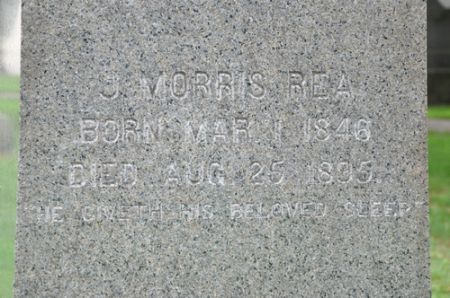 J. MORRIS REA
BORN MAR. 1 1846
DIED AUG. 25 1895.
"HE GIVETH HIS BELOVED SLEEP"